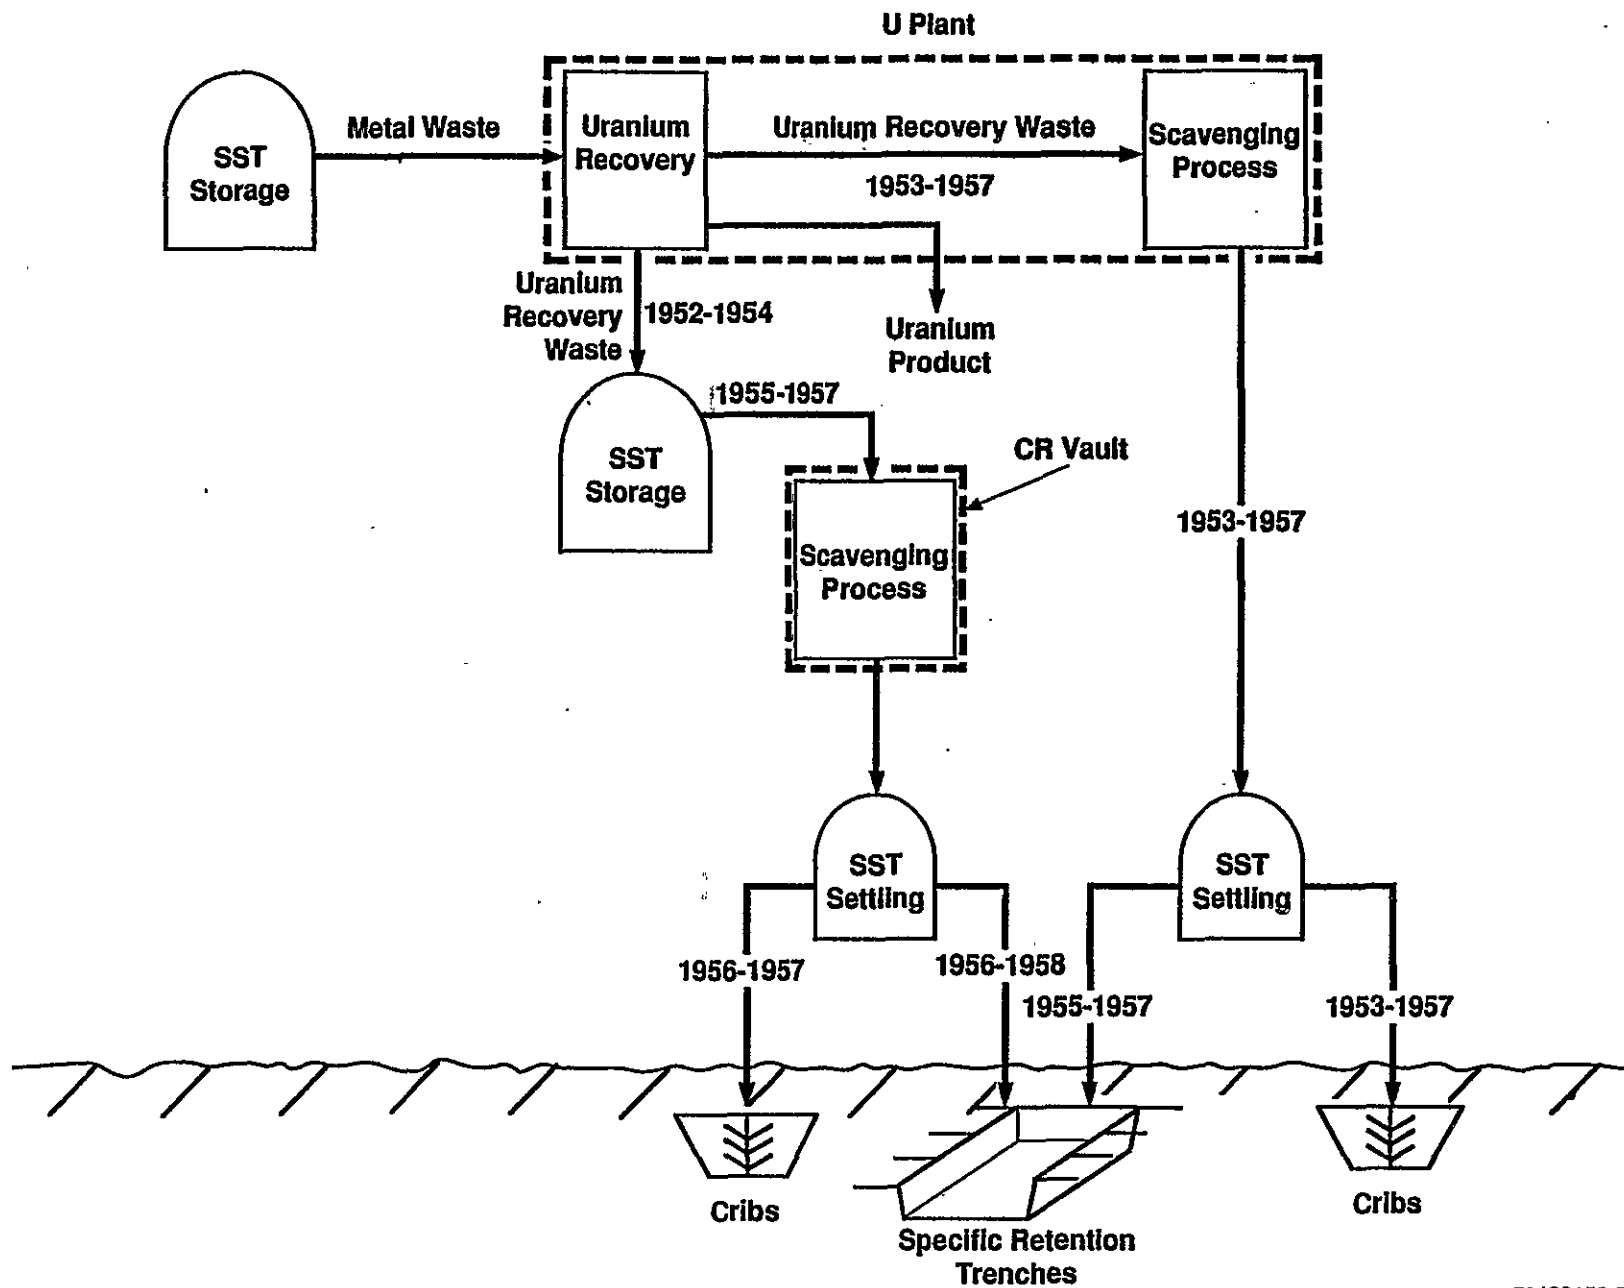 U Plant
SST
Storage
Metal Waste
Uranium
Recovery
Uranium Recovery Waste
1953-1957
Scavenging
Process
Uranium
Recovery
Waste
1952-1954
Uranium
Product
1955-1957
SST
Storage
CR Vault
Scavenging
Process
1953-1957
SST
Settling
SST
Settling
1956-1957
1956-1958
1955-1957
1953-1957
Cribs
Specific Retention
Trenches
Cribs